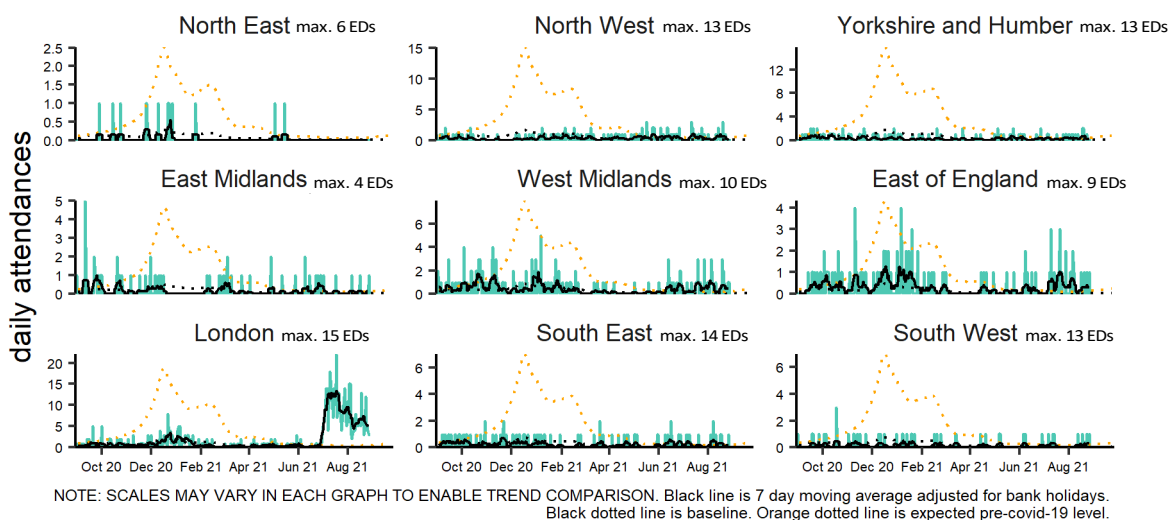 North East max. 6 EDs
North West max. 13 EDs
Yorkshire and Humber max. 13 EDs
2.5
2.0
1.5
1.0
0.5
0.0
15
10
5
0
12
8
4
0
daily attendances
East Midlands max. 4 EDs
West Midlands max. 10 EDs
East of England max. 9 EDs
5
4
3
2
1
0
6
4
2
0
4
3
2
1
0
London max. 15 EDs
South East max. 14 EDs
South West max. 13 EDs
20
15
10
5
0
6
4
2
0
6
4
2
0
Oct 20 Dec 20 Feb 21 Apr 21 Jun 21 Aug 21
Oct 20 Dec 20 Feb 21 Apr 21 Jun 21 Aug 21
Oct 20 Dec 20 Feb 21 Apr 21 Jun 21 Aug 21
NOTE: SCALES MAY VARY IN EACH GRAPH TO ENABLE TREND COMPARISON. Black line is 7 day moving average adjusted for bank holidays.
Black dotted line is baseline. Orange dotted line is expected pre-covid-19 level.